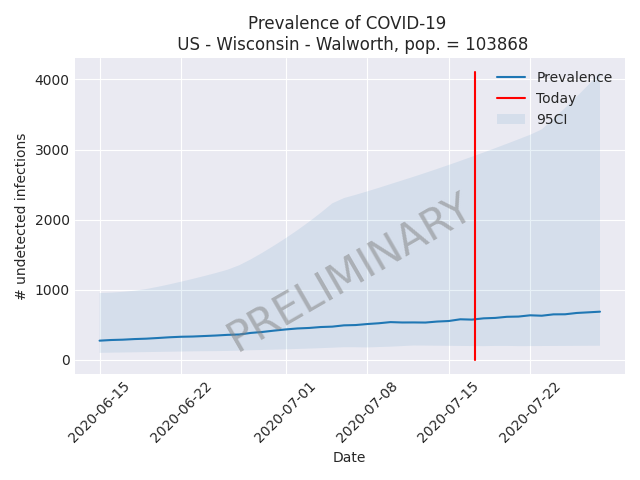 Prevalence of COVID-19
US - Wisconsin - Walworth, pop. = 103868
# undetected infections
4000
3000
2000
1000
0
Prevalence
Today
95CI
PRELIMINARY
2020-06-15
2020-06-22
2020-07-01
2020-07-08
2020-07-15
2020-07-22
Date